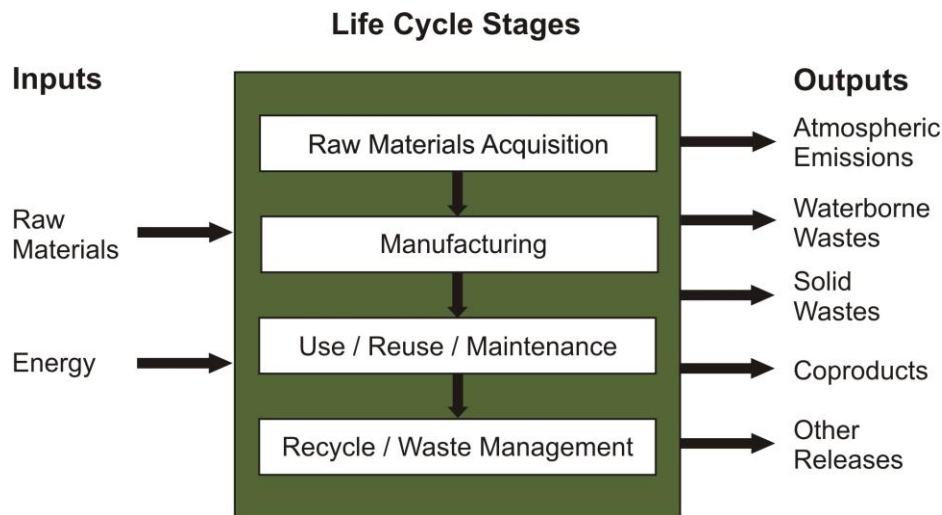 Life Cycle Stages
Inputs
Outputs
Raw Materials Acquisition
Manufacturing
Use / Reuse / Maintenance
Recycle / Waste Management
Raw
Materials
Energy
Atmospheric
Emissions
Waterborne
Wastes
Solid
Wastes
Coproducts
Other
Releases